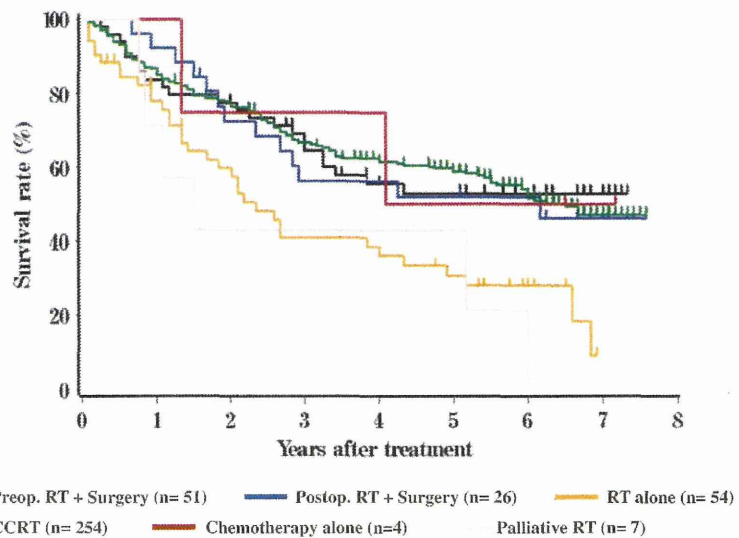 100
80
60
40
20
0
Survival rate (%)
0 1 2 3 4 5 6 7 8
Years after treatment
Preop. RT + Surgery (n= 51) Postop. RT + Surgery (n= 26) RT alone (n= 54)
CCRT (n= 254) Chemotherapy alone (n=4) Palliative RT (n= 7)